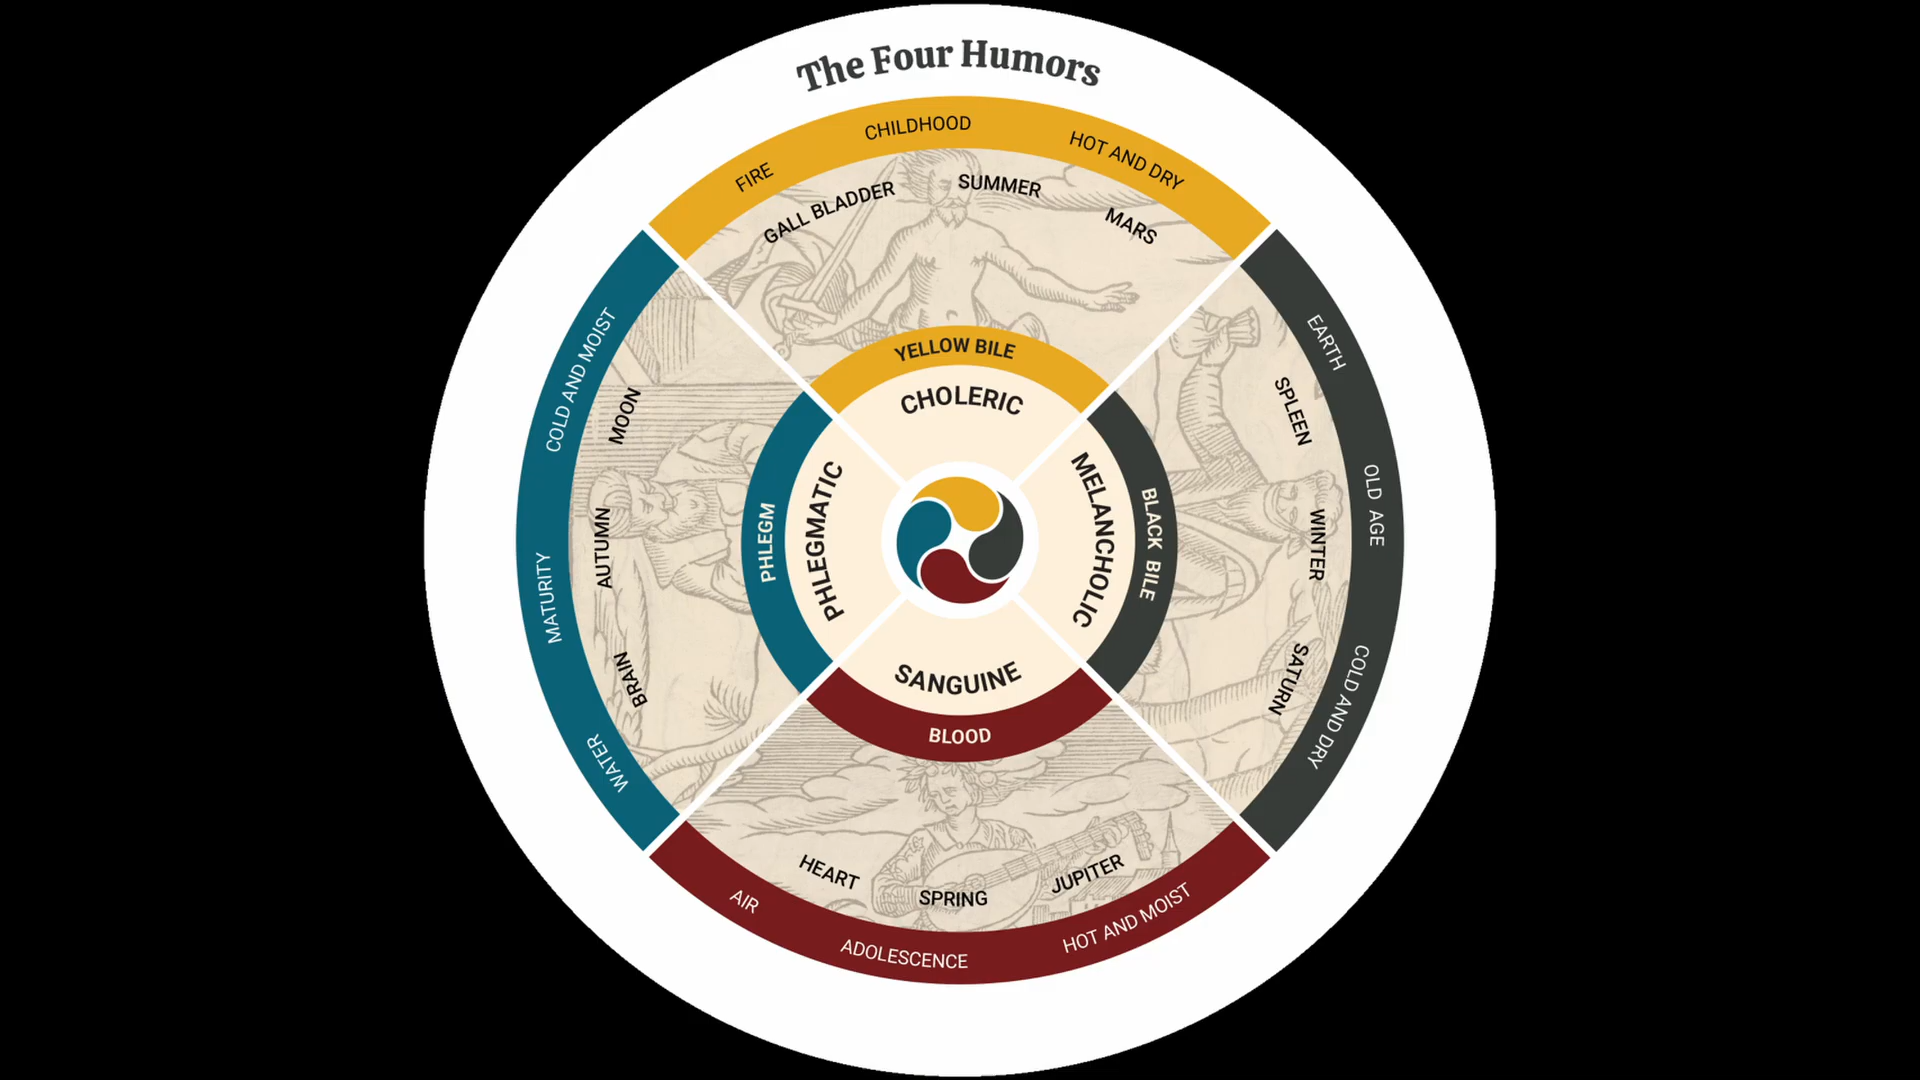 The Four Humors
FIRE
CHILDHOOD
HOT AND DRY
GALL BLADDER
SUMMER
MARS
YELLOW BILE
CHOLERIC
EARTH
OLD AGE
COLD AND DRY
SPLEEN
WINTER
SATURN
BLACK BILE
MELANCHOLIC
SANGUINE
BLOOD
HEART
SPRING
JUPITER
AIR
ADOLESCENCE
HOT AND MOIST
COLD AND MOIST
MATURITY
WATER
MOON
AUTUMN
BRAIN
PHLEGM
PHLEGMATIC